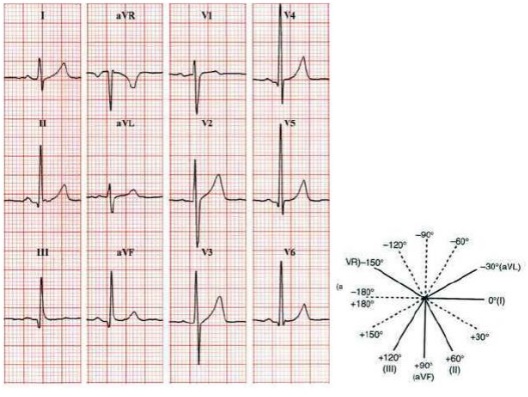 I aVR V1 V4
II aVL V2 V5
III aVF V3 V6
-90°
-120° -60°
VR)-150° -30°(aVL)
(a
-180° 0°(I)
+180°
+150° +30°
+120° +90° +60°
(III) (aVF) (II)